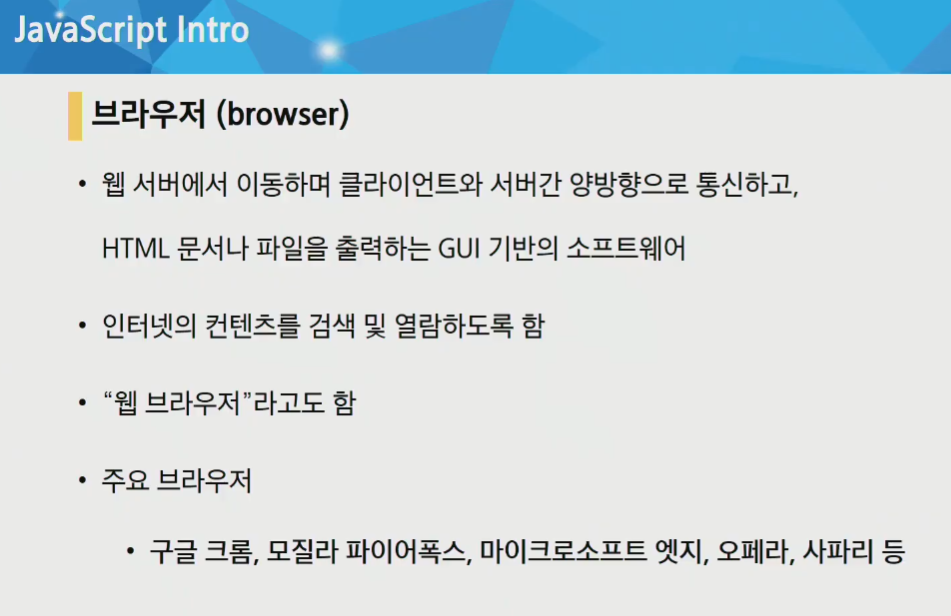 JavaScript Intro
브라우저 (browser)
• 웹 서버에서 이동하며 클라이언트와 서버간 양방향으로 통신하고,
HTML 문서나 파일을 출력하는 GUI 기반의 소프트웨어
• 인터넷의 컨텐츠를 검색 및 열람하도록 함
• “웹 브라우저”라고도 함
• 주요 브라우저
• 구글 크롬, 모질라 파이어폭스, 마이크로소프트 엣지, 오페라, 사파리 등